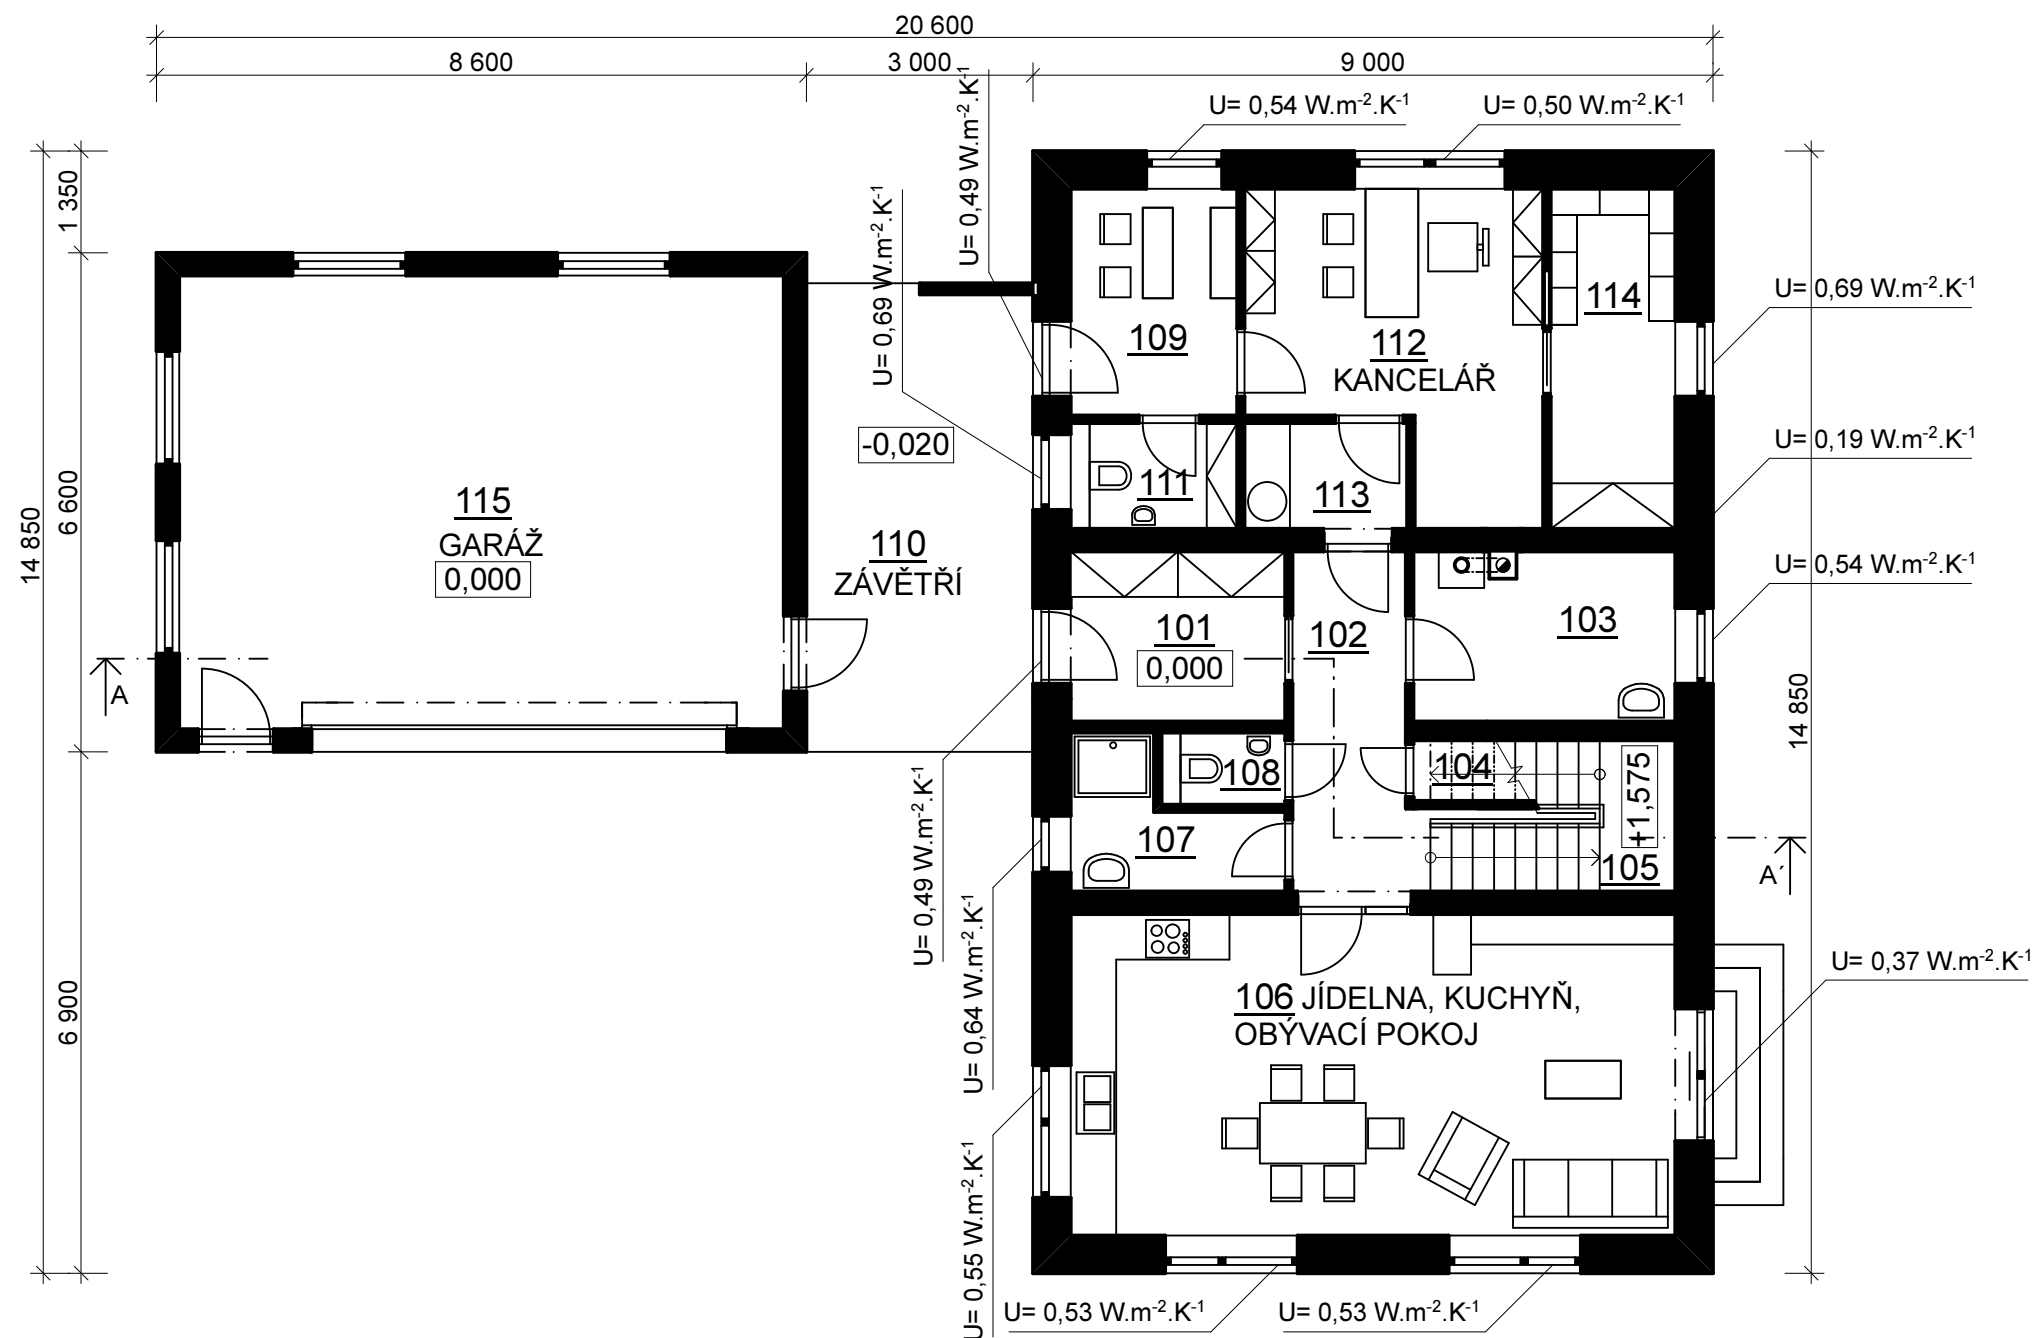 20 600
8 600
3 000
9 000
U= 0,54 W.m⁻².K⁻¹
U= 0,50 W.m⁻².K⁻¹
U= 0,49 W.m⁻².K⁻¹
U= 0,69 W.m⁻².K⁻¹
1 350
6 600
14 850
6 900
109
112
KANCELÁŘ
114
U= 0,69 W.m⁻².K⁻¹
-0,020
111
113
U= 0,19 W.m⁻².K⁻¹
115
GARÁŽ
0,000
110
ZÁVĚTŘÍ
U= 0,54 W.m⁻².K⁻¹
101
0,000
102
103
A
14 850
108
104
+1,575
107
105
A´
U= 0,49 W.m⁻².K⁻¹
U= 0,64 W.m⁻².K⁻¹
U= 0,37 W.m⁻².K⁻¹
106 JÍDELNA, KUCHYŇ,
OBÝVACÍ POKOJ
U= 0,55 W.m⁻².K⁻¹
U= 0,53 W.m⁻².K⁻¹
U= 0,53 W.m⁻².K⁻¹